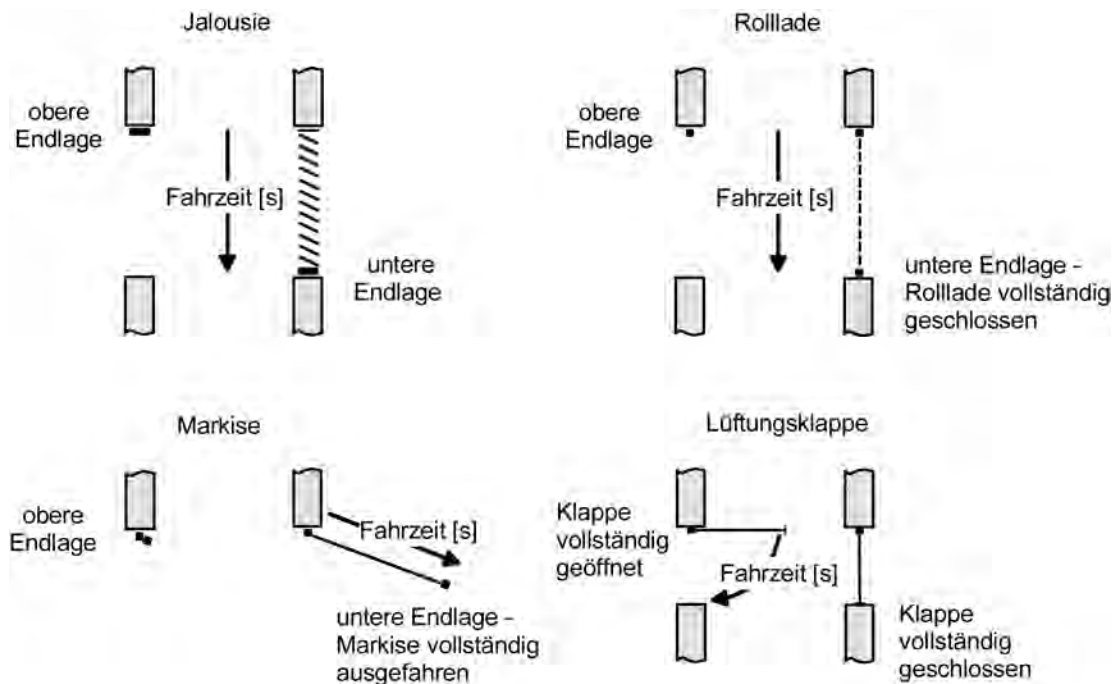 Jalousie
obere
Endlage
Fahrzeit [s]
untere
Endlage
Rolllade
obere
Endlage
Fahrzeit [s]
untere Endlage -
Rolllade vollständig
geschlossen
Markise
obere
Endlage
Fahrzeit [s]
untere Endlage -
Markise vollständig
ausgefahren
Lüftungsklappe
Klappe
vollständig
geöffnet
Fahrzeit [s]
Klappe
vollständig
geschlossen